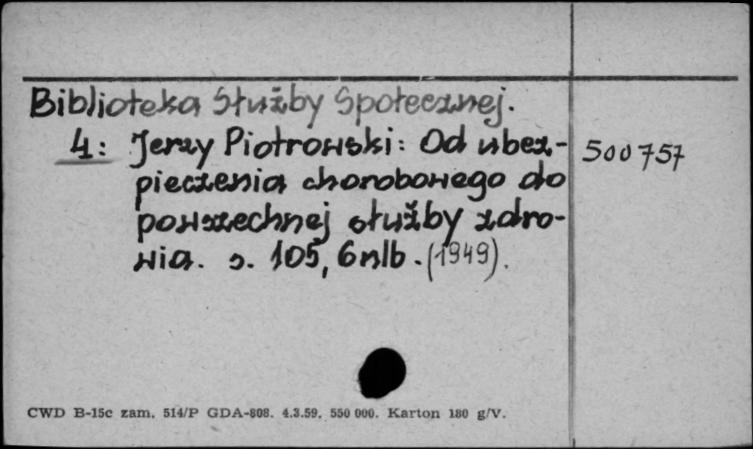 Biblioteka Służby Społecznej.
4: Jerzy Piotrowski: Od ubez-
pieczenia chorobowego do
powszechnej służby zdro-
wia. s. 105, 6nlb. (1949).
500757
CWD B-15c zam. 514/P GDA-808. 4.3.59. 550 000. Karton 180 g/V.